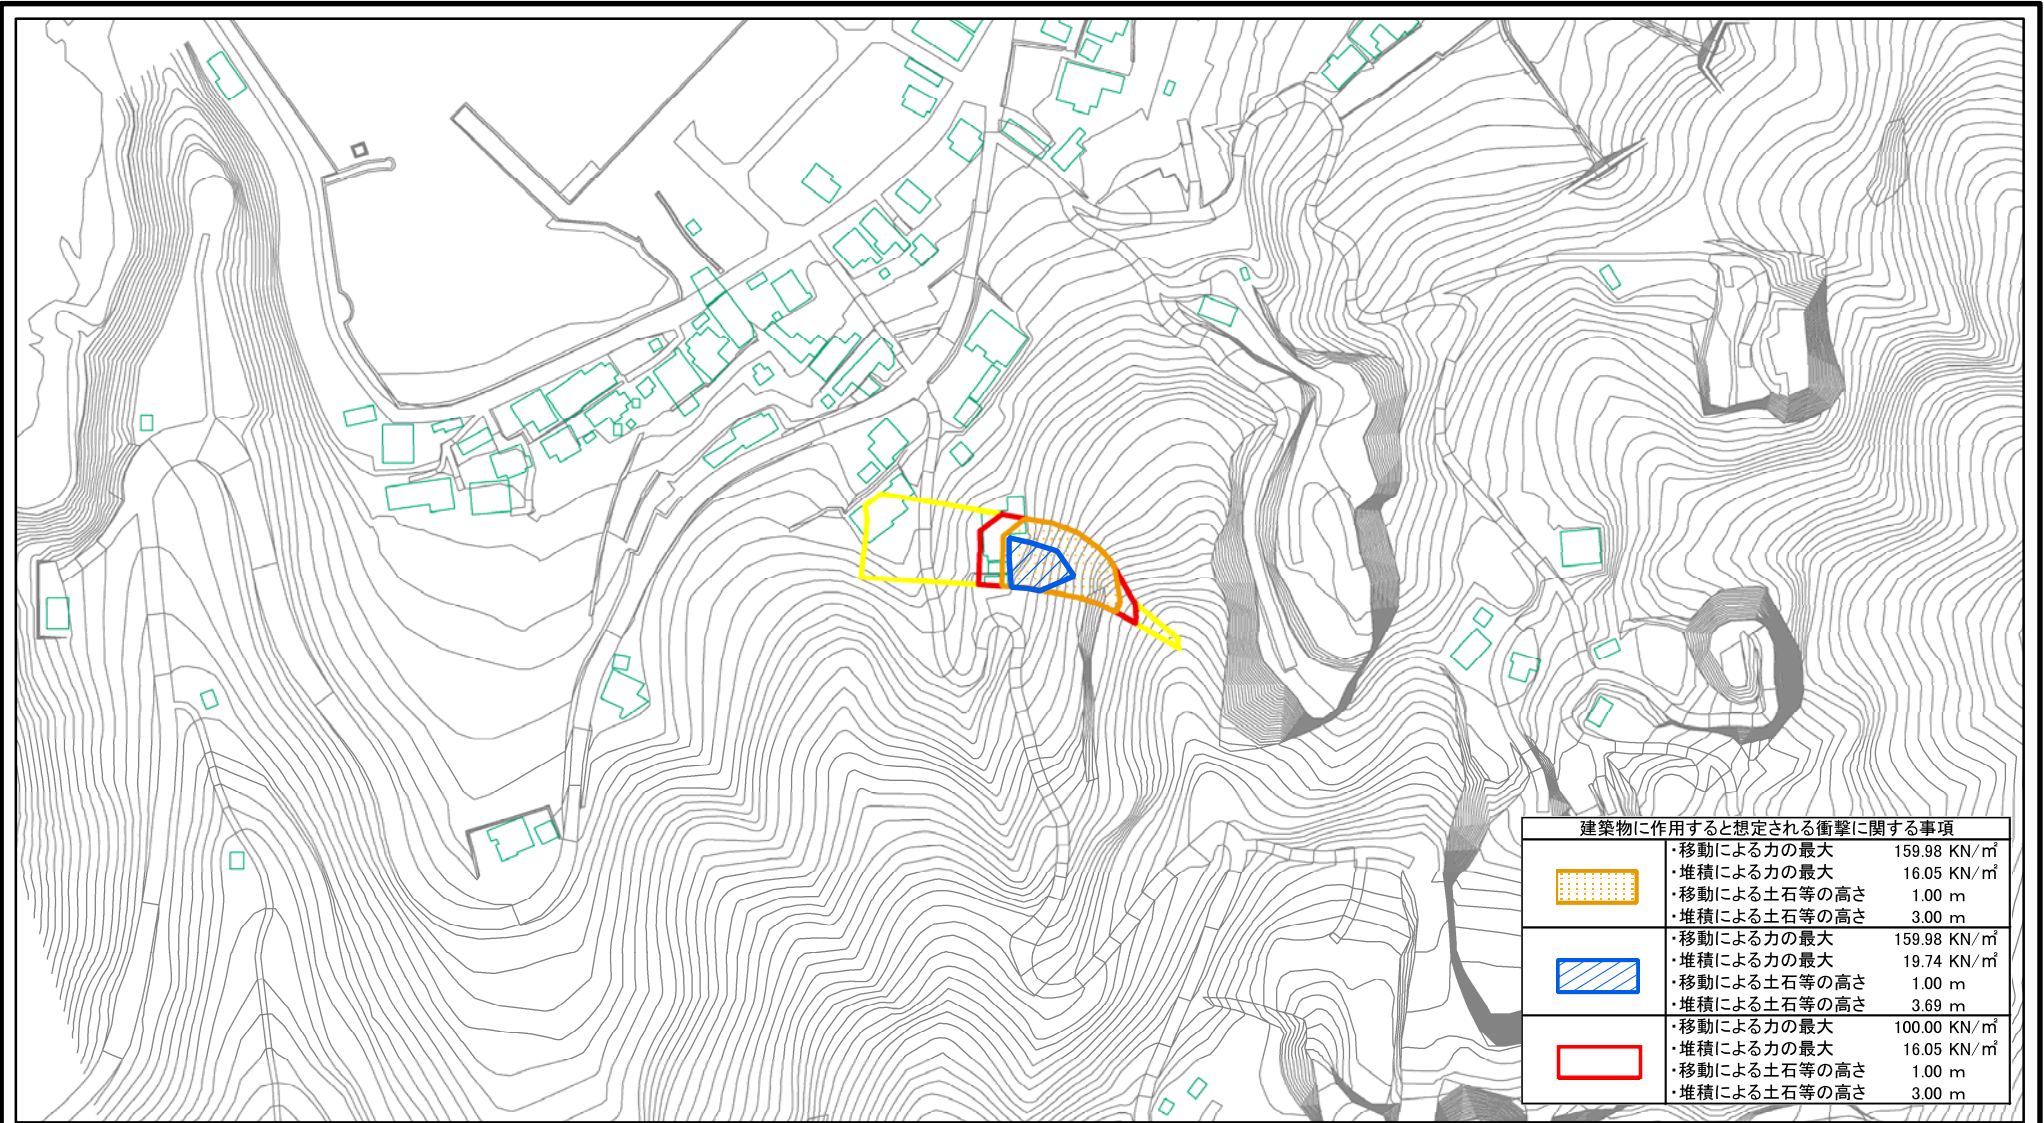 建築物に作用すると想定される衝撃に関する事項
・移動による力の最大 159.98 KN/㎡
・堆積による力の最大 16.05 KN/㎡
・移動による土石等の高さ 1.00 m
・堆積による土石等の高さ 3.00 m
・移動による力の最大 159.98 KN/㎡
・堆積による力の最大 19.74 KN/㎡
・移動による土石等の高さ 1.00 m
・堆積による土石等の高さ 3.69 m
・移動による力の最大 100.00 KN/㎡
・堆積による力の最大 16.05 KN/㎡
・移動による土石等の高さ 1.00 m
・堆積による土石等の高さ 3.00 m